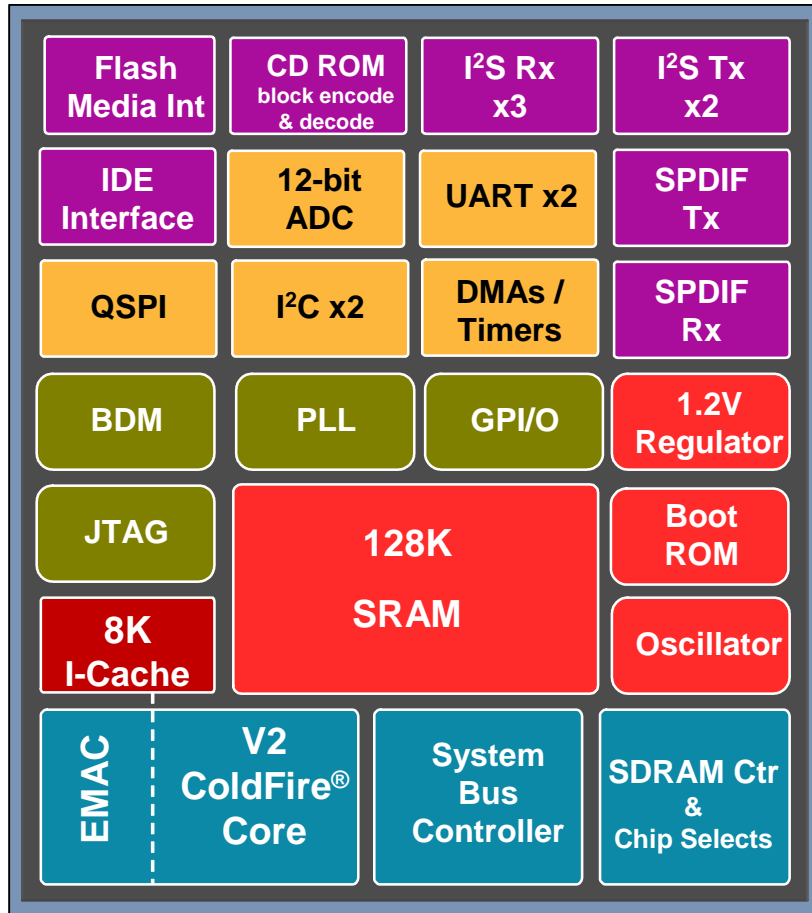 Flash
Media Int
CD ROM
block encode
& decode
I²S Rx
x3
I²S Tx
x2
IDE
Interface
12-bit
ADC
UART x2
SPDIF
Tx
QSPI
I²C x2
DMAs /
Timers
SPDIF
Rx
BDM
PLL
GPI/O
1.2V
Regulator
JTAG
128K
SRAM
Boot
ROM
8K
I-Cache
Oscillator
EMAC
V2
ColdFire®
Core
System
Bus
Controller
SDRAM Ctr
&
Chip Selects